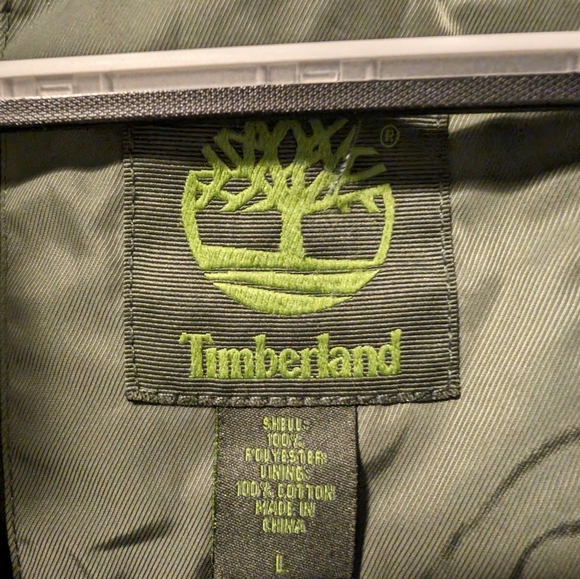 ®
Timberland
SHELL:
100%
POLYESTER
LINING:
100% COTTON
MADE IN
CHINA
L